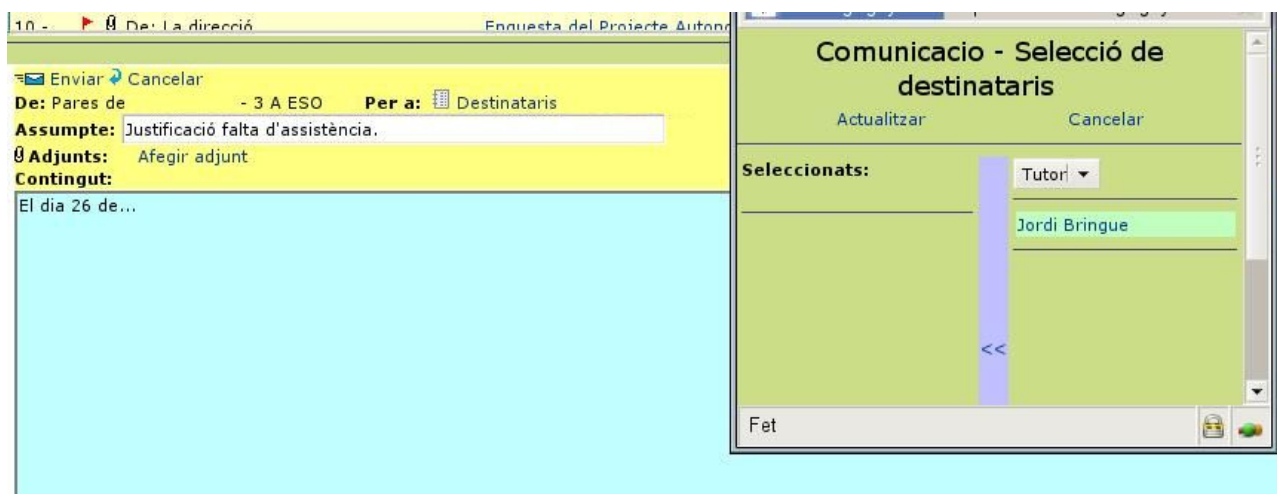 De: La direcció Enquesta del Projecte
Enviar Cancelar
De: Pares de - 3 A ESO Per a: Destinataris
Assumpte: Justificació falta d'assistència.
Adjunts: Afegir adjunt
Contingut:
El dia 26 de...
Comunicacio - Selecció de
destinataris
Actualitzar Cancelar
Seleccionats:
Tutor
Jordi Bringue
<<
Fet